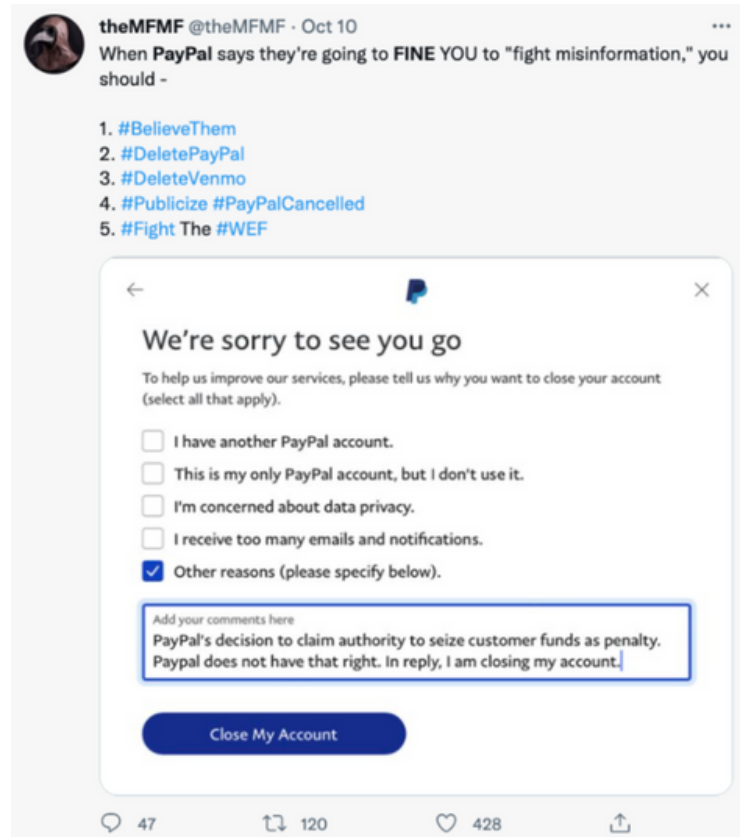 theMFMF @theMFMF · Oct 10
When PayPal says they're going to FINE YOU to "fight misinformation," you
should -
1. #BelieveThem
2. #DeletePayPal
3. #DeleteVenmo
4. #Publicize #PayPalCancelled
5. #Fight The #WEF
We're sorry to see you go
To help us improve our services, please tell us why you want to close your account
(select all that apply).
I have another PayPal account.
This is my only PayPal account, but I don't use it.
I'm concerned about data privacy.
I receive too many emails and notifications.
Other reasons (please specify below).
Add your comments here
PayPal's decision to claim authority to seize customer funds as penalty.
Paypal does not have that right. In reply, I am closing my account.
Close My Account
47 120 428